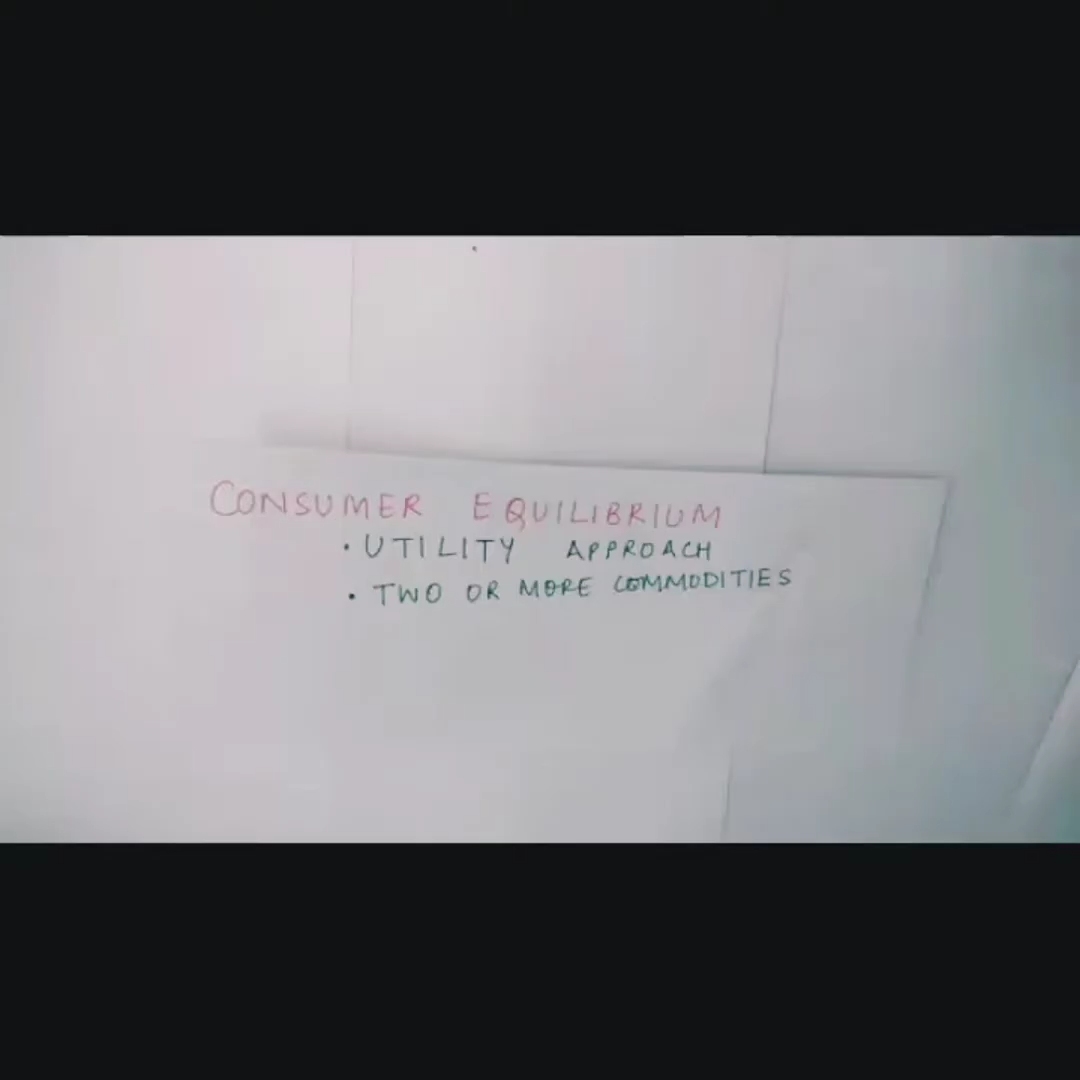 CONSUMER EQUILIBRIUM
• UTILITY APPROACH
• TWO OR MORE COMMODITIES